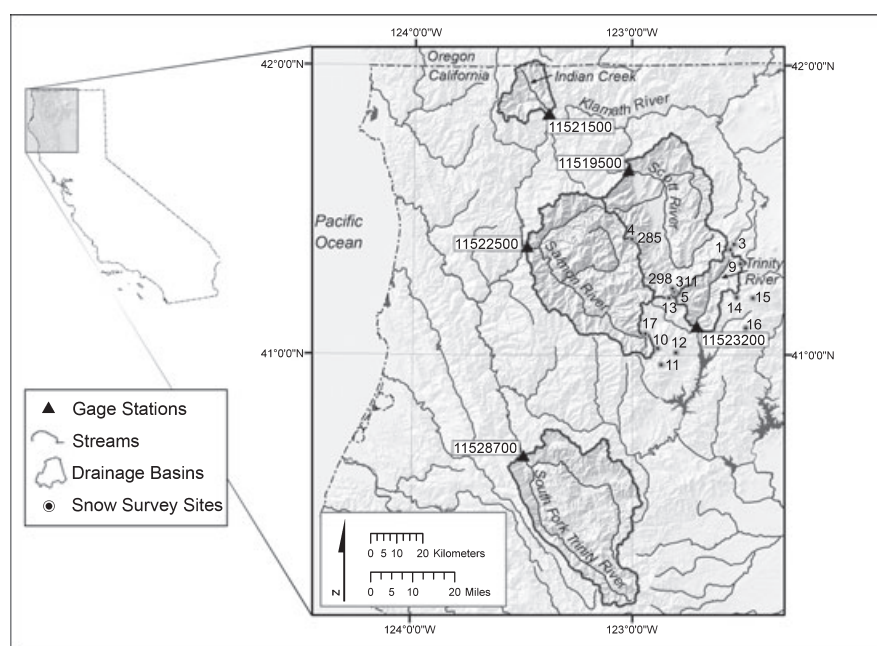 124°0'0"W 123°0'0"W
42°0'0"N
Oregon
California
42°0'0"N
Indian Creek
Klamath River
11521500
11519500
Scott River
Pacific
Ocean
11522500
Salmon River
4
285
1
3
9
Trinity
River
298
311
5
13
14
15
17
16
10
12
11523200
11
41°0'0"N
41°0'0"N
Gage Stations
Streams
Drainage Basins
Snow Survey Sites
11528700
South Fork Trinity River
N
0 5 10 20 Kilometers
0 5 10 20 Miles
124°0'0"W 123°0'0"W